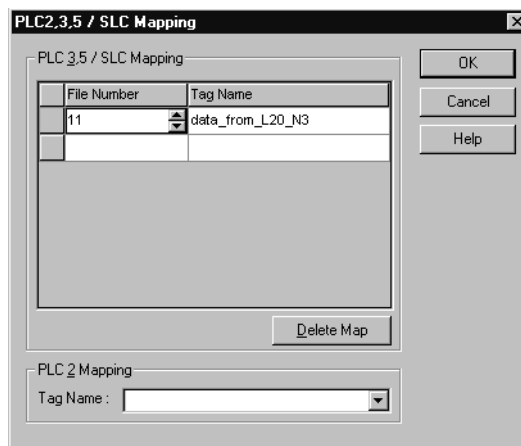 PLC2,3,5 / SLC Mapping
PLC 3,5 / SLC Mapping
File Number Tag Name
11 data_from_L20_N3
Delete Map
PLC 2 Mapping
Tag Name :
OK
Cancel
Help